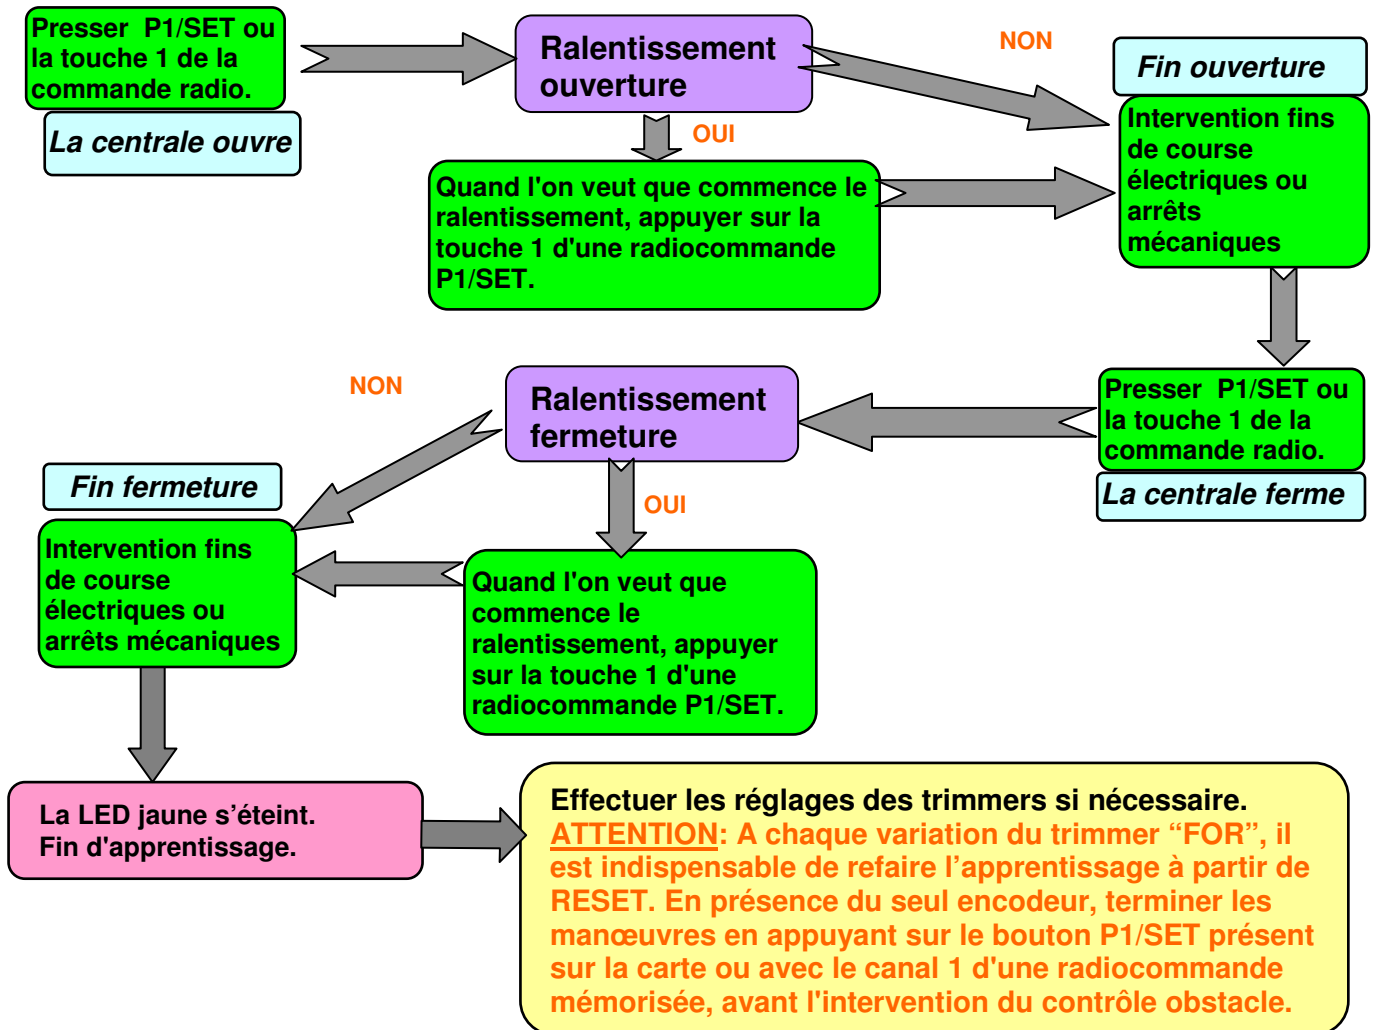 Presser P1/SET ou
la touche 1 de la
commande radio.
La centrale ouvre
Ralentissement
ouverture
NON
OUI
Quand l'on veut que commence le
ralentissement, appuyer sur la
touche 1 d'une radiocommande
P1/SET.
Fin ouverture
Intervention fins
de course
électriques ou
arrêts
mécaniques
Presser P1/SET ou
la touche 1 de la
commande radio.
La centrale ferme
Ralentissement
fermeture
NON
OUI
Quand l'on veut que
commence le
ralentissement, appuyer
sur la touche 1 d'une
radiocommande P1/SET.
Fin fermeture
Intervention fins
de course
électriques ou
arrêts mécaniques
La LED jaune s’éteint.
Fin d'apprentissage.
Effectuer les réglages des trimmers si nécessaire.
ATTENTION: A chaque variation du trimmer “FOR”, il
est indispensable de refaire l’apprentissage à partir de
RESET. En présence du seul encodeur, terminer les
manœuvres en appuyant sur le bouton P1/SET présent
sur la carte ou avec le canal 1 d'une radiocommande
mémorisée, avant l'intervention du contrôle obstacle.